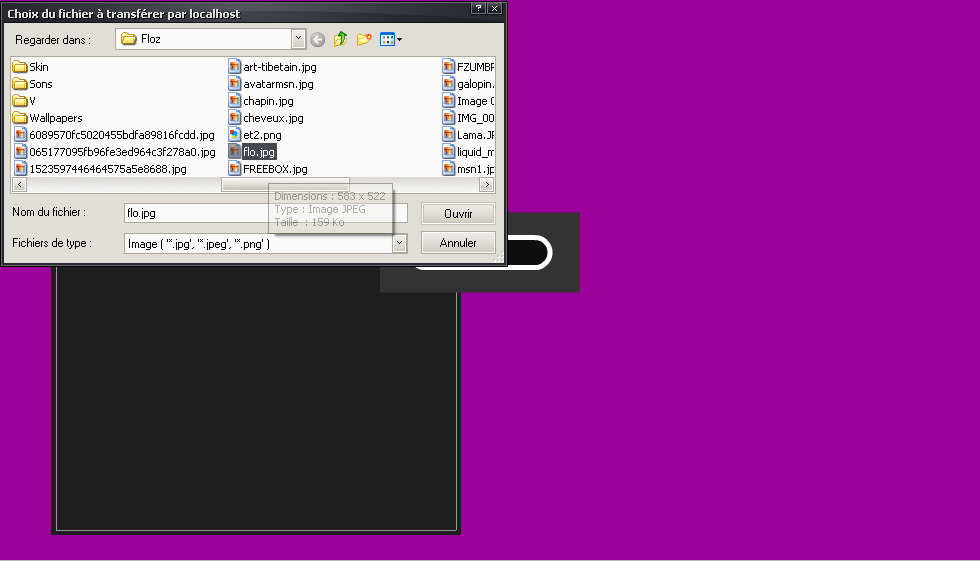 Choix du fichier à transférer par localhost
Regarder dans :
Floz
Skin
Sons
V
Wallpapers
6089570fc5020455bdfa89816fcdd.jpg
065177095fb96fe3ed964c3f278a0.jpg
1523597446464575a5e8688.jpg
art-tibetain.jpg
avatarmsn.jpg
chapin.jpg
cheveux.jpg
et2.png
flo.jpg
FREEBOX.jpg
FZUMBF
galopin.
Image 0
IMG_00
Lama.JP
liquid_m
msn1.jp
Dimensions : 583 x 522
Type : Image JPEG
Taille : 159 Ko
Nom du fichier :
flo.jpg
Ouvrir
Fichiers de type :
Image ( '*.jpg', '*.jpeg', '*.png' )
Annuler